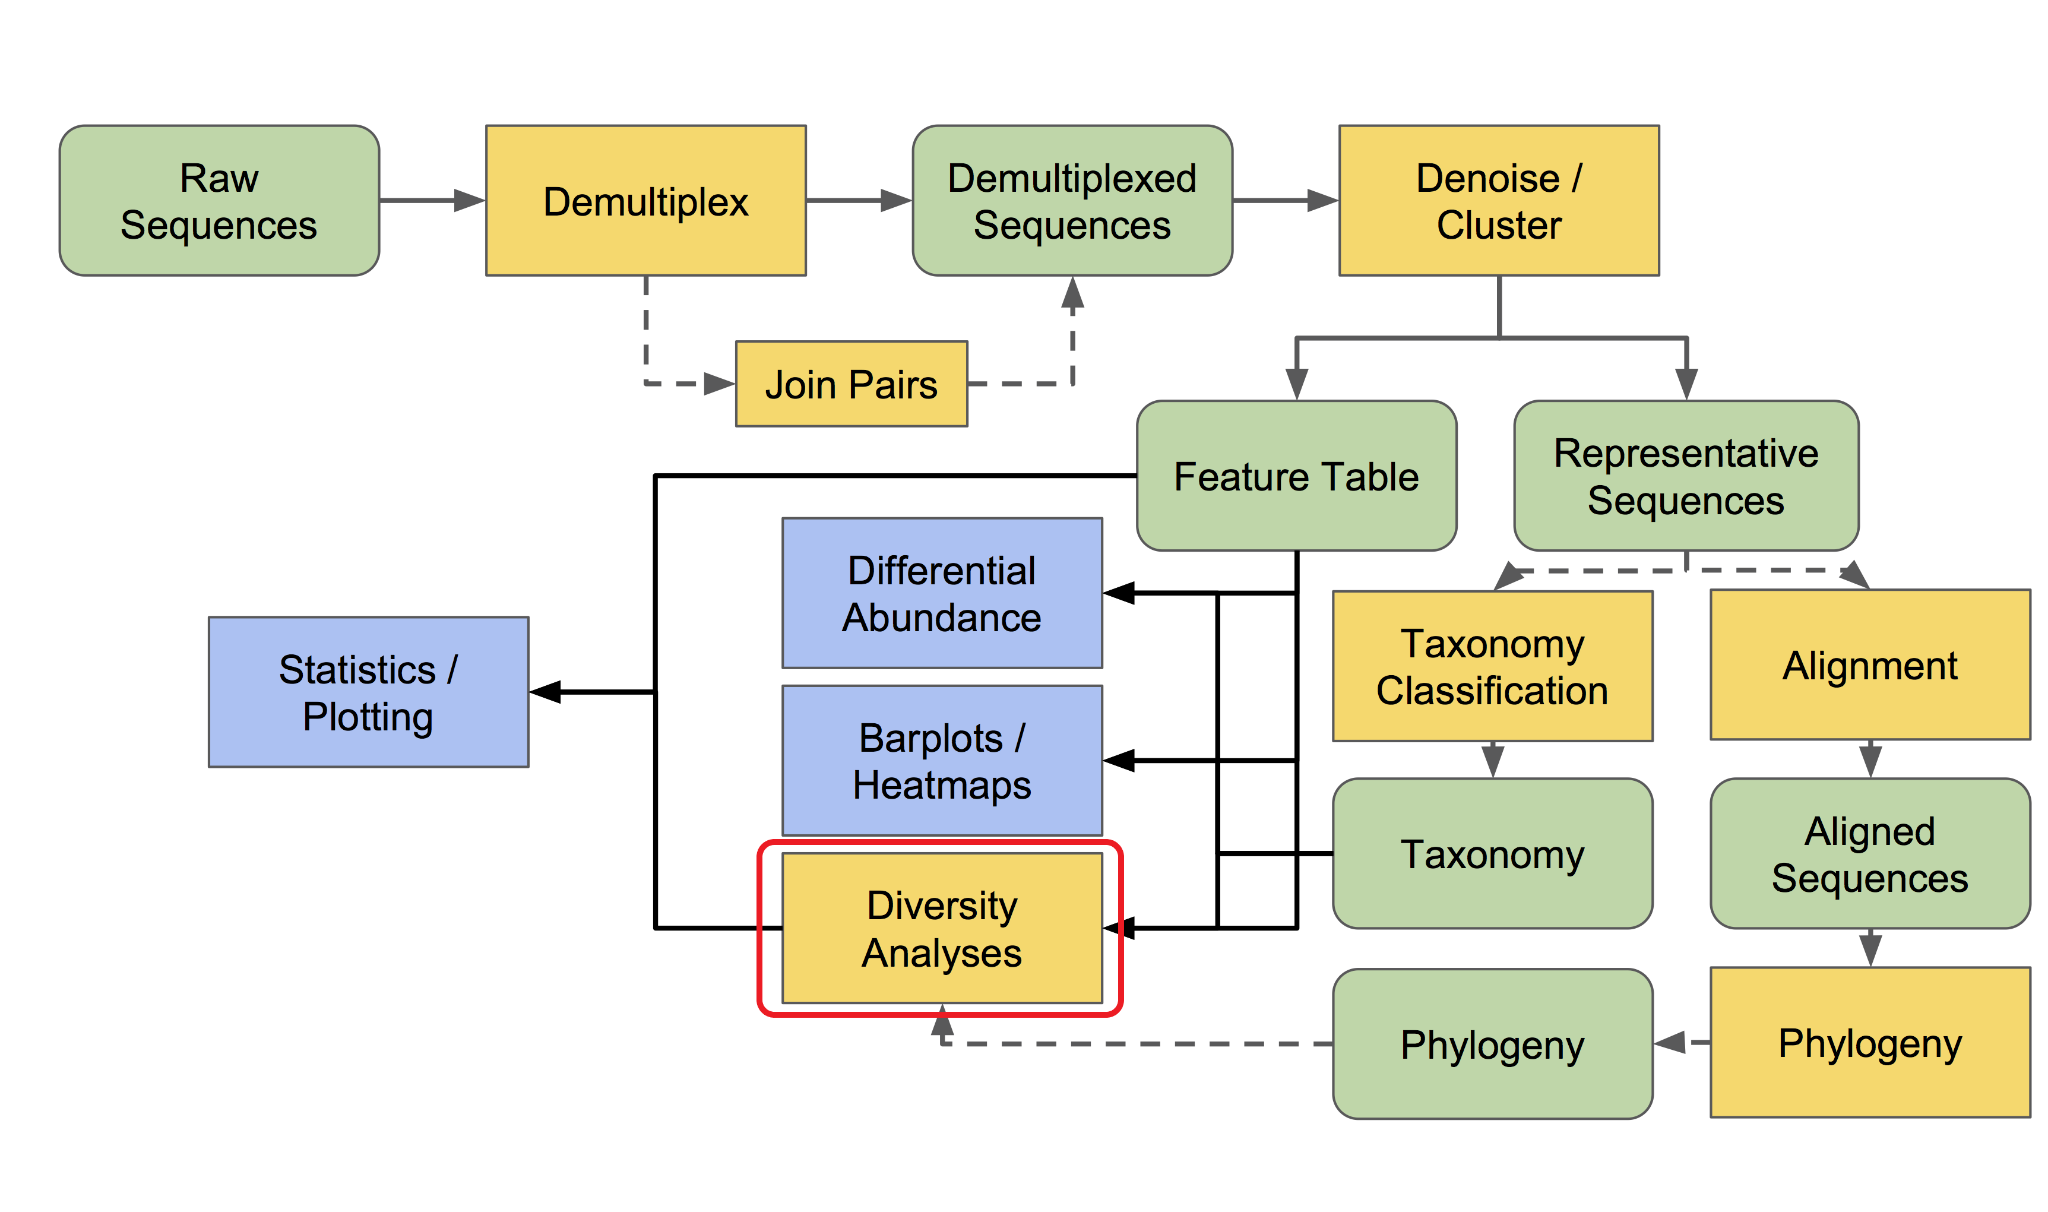 Raw
Sequences
Demultiplex
Demultiplexed
Sequences
Denoise /
Cluster
Join Pairs
Feature Table
Representative
Sequences
Differential
Abundance
Statistics /
Plotting
Barplots /
Heatmaps
Taxonomy
Classification
Alignment
Taxonomy
Aligned
Sequences
Diversity
Analyses
Phylogeny
Phylogeny